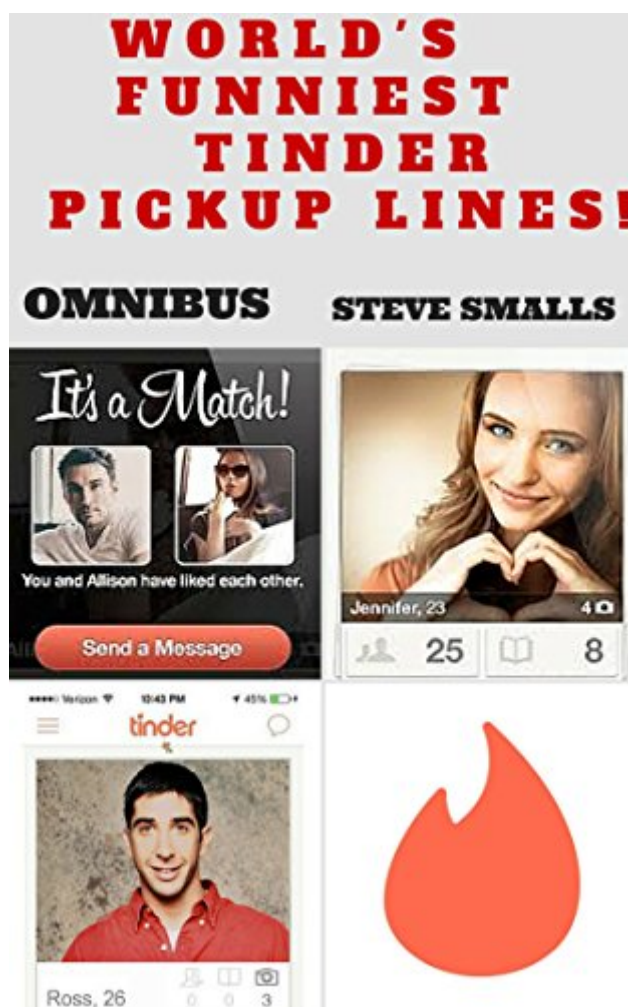 WORLD'S
FUNNIEST
TINDER
PICKUP LINES!
OMNIBUS
STEVE SMALLS
It's a Match!
You and Allison have liked each other.
Send a Message
Jennifer, 23
4
25
8
Verizon
10:43 PM
45%
tinder
Ross, 26
0
0
3